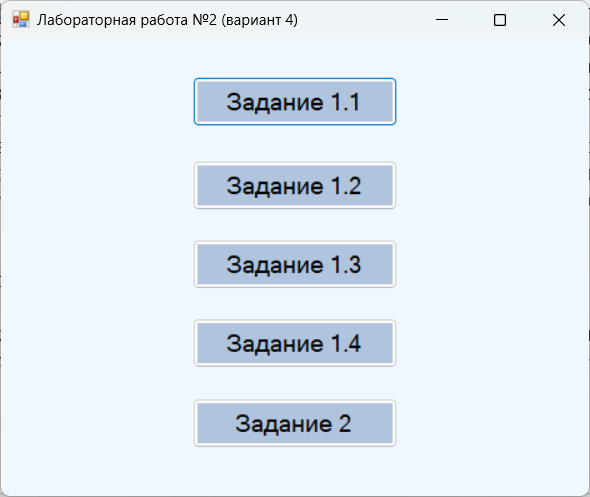 Лабораторная работа №2 (вариант 4)
Задание 1.1
Задание 1.2
Задание 1.3
Задание 1.4
Задание 2